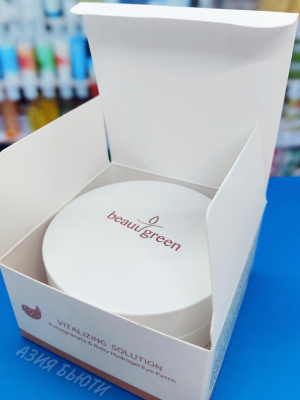 beauugreen
VITALIZING SOLUTION
Pomegranate & Ruby Hydrogel Eye Patch
АЗИЯ БЬЮТИ